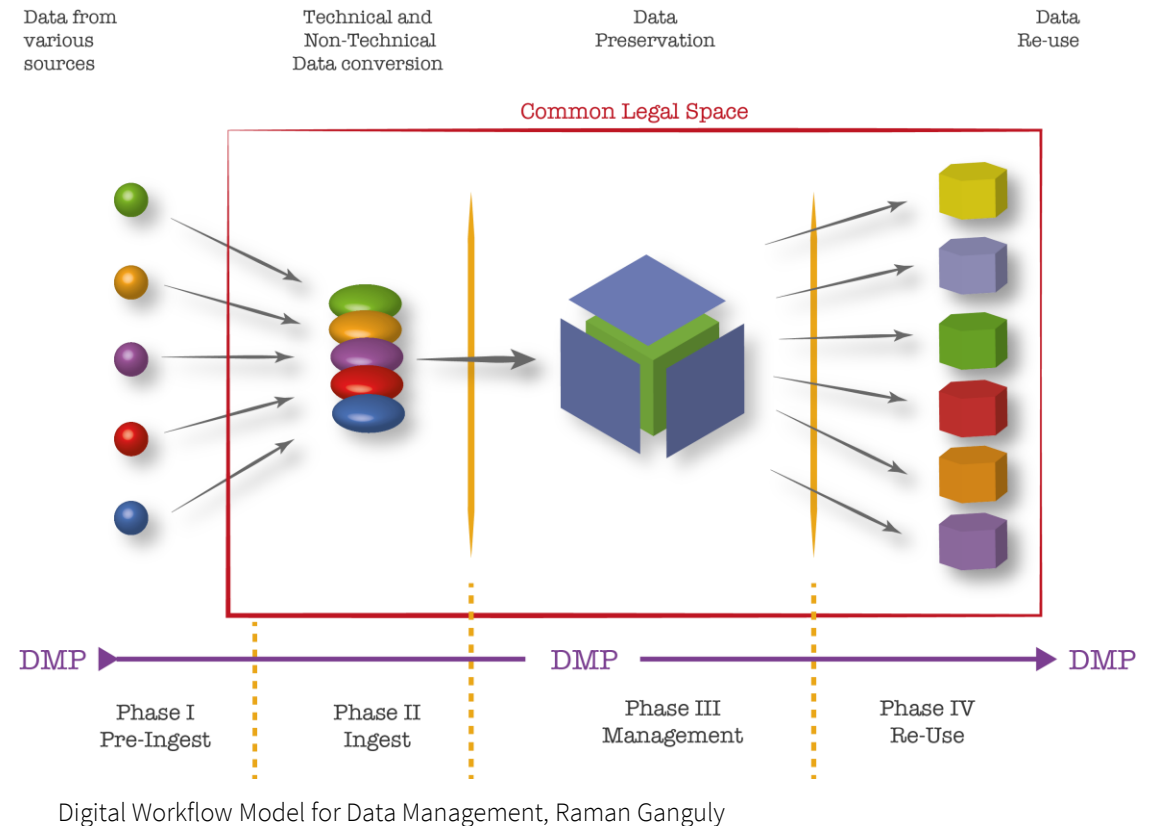 Data from
various
sources
Technical and
Non-Technical
Data conversion
Data
Preservation
Data
Re-use
Common Legal Space
DMP
DMP
DMP
Phase I
Pre-Ingest
Phase II
Ingest
Phase III
Management
Phase IV
Re-Use
Digital Workflow Model for Data Management, Raman Ganguly